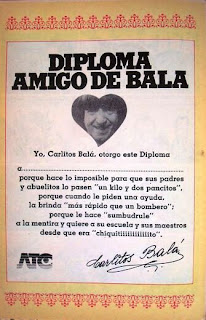 DIPLOMA
AMIGO DE BALA
Yo, Carlitos Balá, otorgo este Diploma
a
porque hace lo imposible para que sus padres
y abuelitos lo pasen "un kilo y dos pancitos",
porque cuando le piden una ayuda,
la brinda "más rápido que un bombero";
porque le hace "sumbudrule"
a la mentira y quiere a su escuela y sus maestros
desde que era "chiquitiiiiiiiiiiiito".
ATC
Carlitos Balá